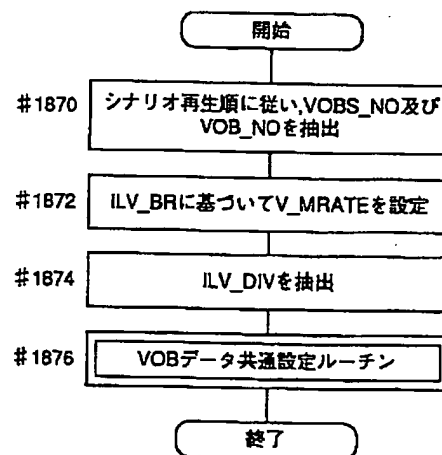 開始
#1870
シナリオ再生順に従い,VOBS_NO及び
VOB_NOを抽出
#1872
ILV_BRに基づいてV_MRATEを設定
#1874
ILV_DIVを抽出
#1876
VOBデータ共通設定ルーチン
終了